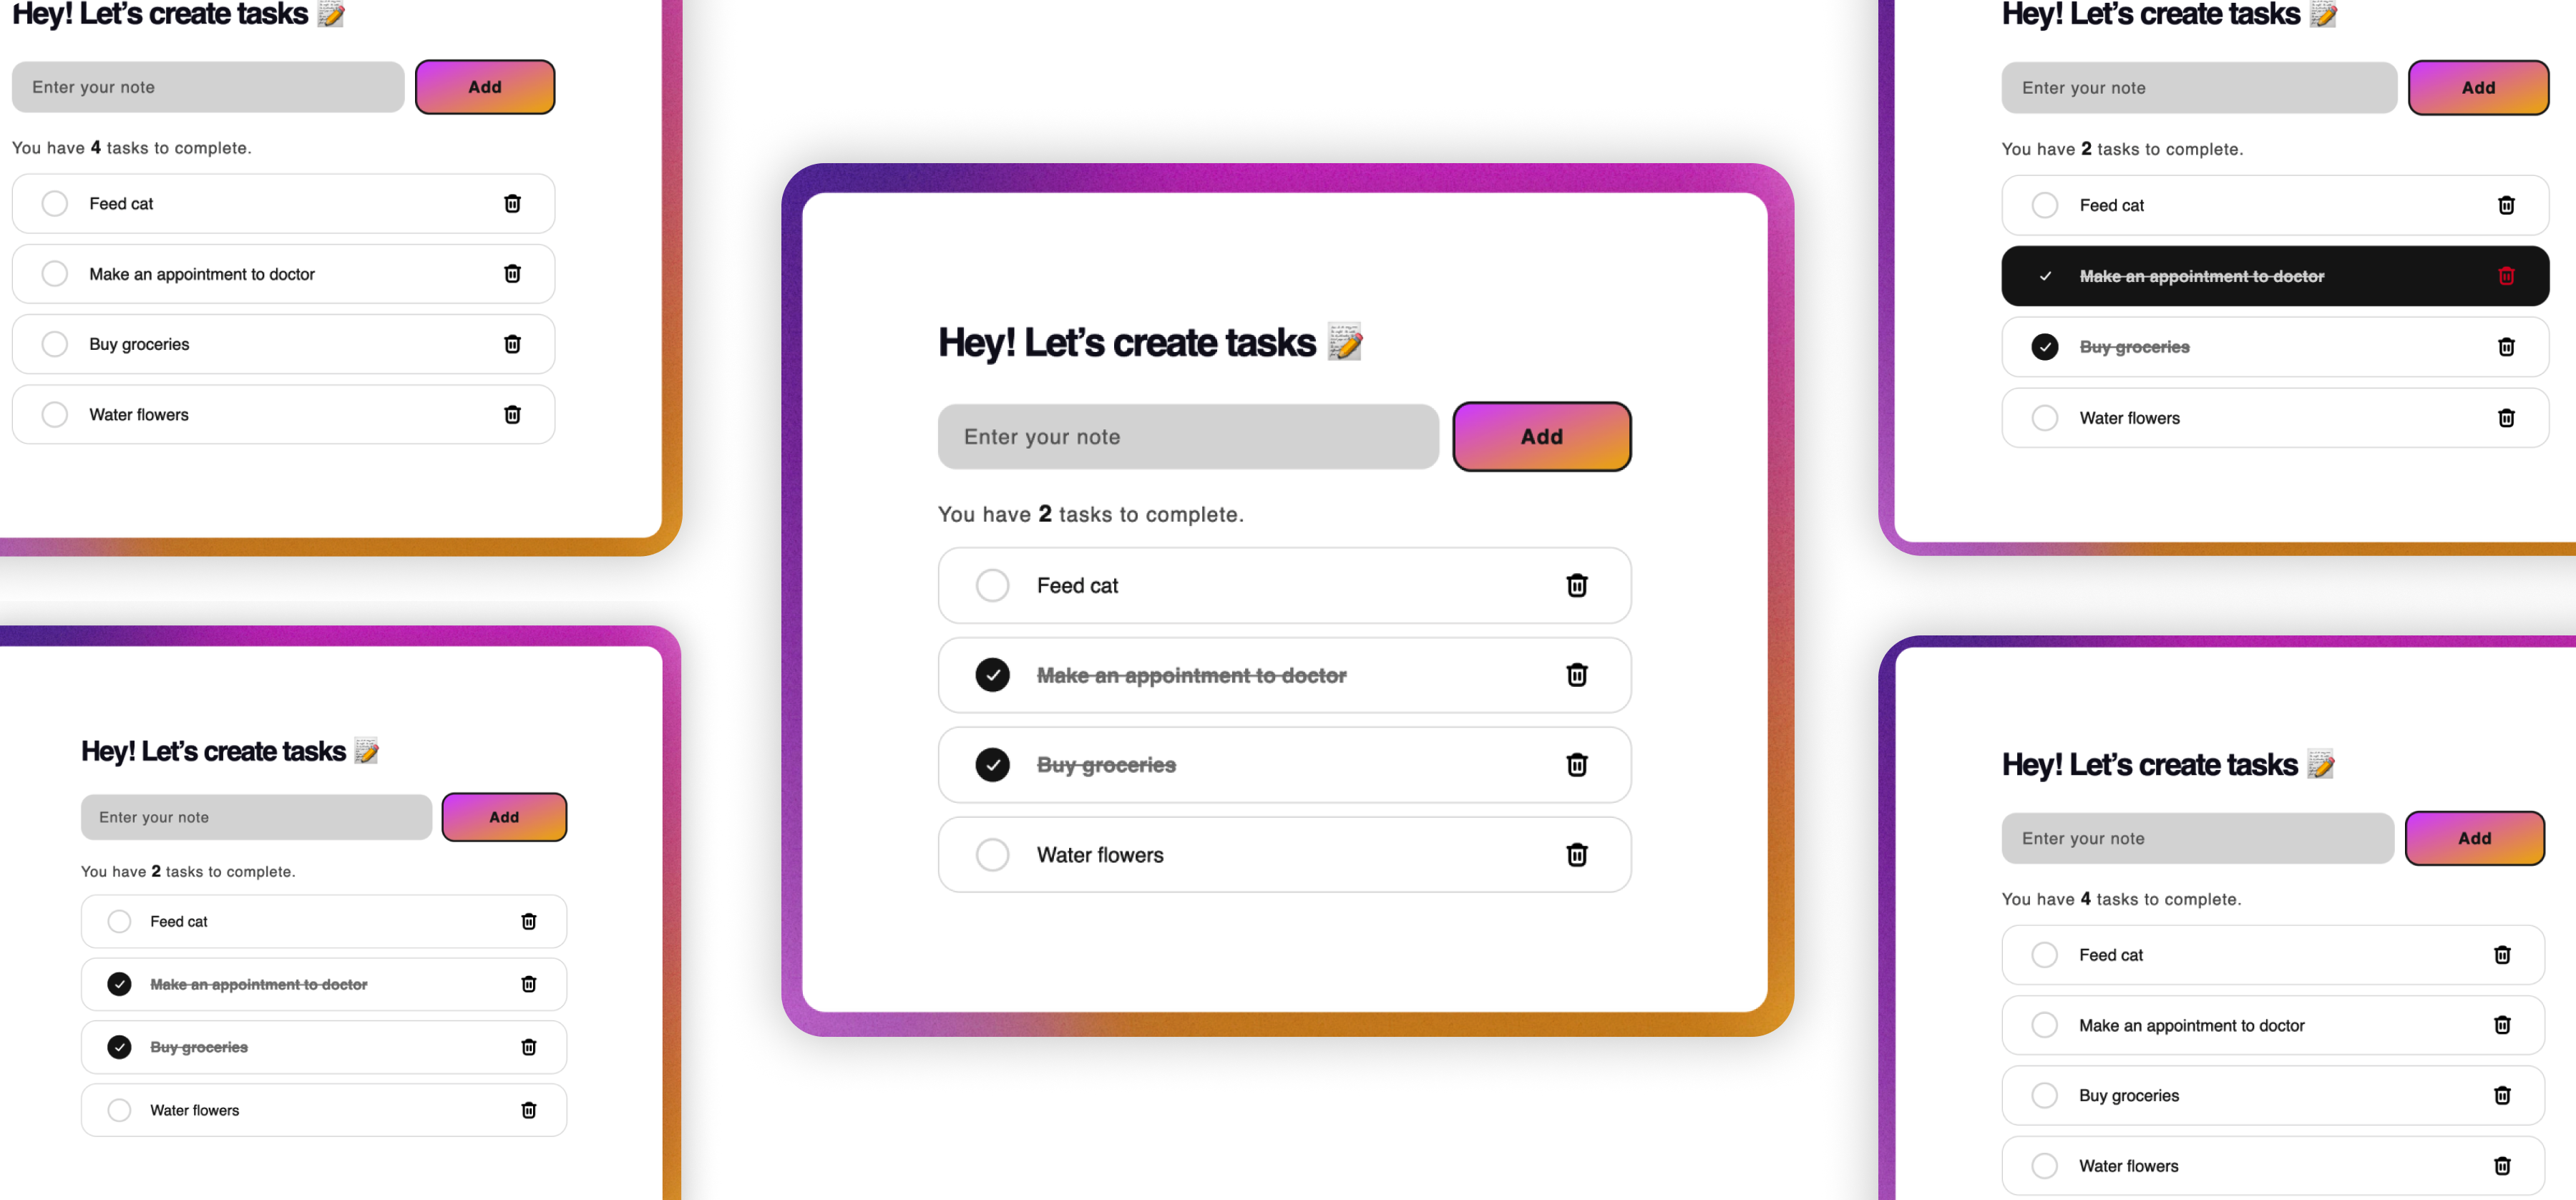 Hey! Let's create tasks 📝
Enter your note
Add
You have 4 tasks to complete.
Feed cat
Make an appointment to doctor
Buy groceries
Water flowers
Hey! Let's create tasks 📝
Enter your note
Add
You have 2 tasks to complete.
Feed cat
Make an appointment to doctor
Buy groceries
Water flowers
Hey! Let's create tasks 📝
Enter your note
Add
You have 2 tasks to complete.
Feed cat
Make an appointment to doctor
Buy groceries
Water flowers
Hey! Let's create tasks 📝
Enter your note
Add
You have 2 tasks to complete.
Feed cat
Make an appointment to doctor
Buy groceries
Water flowers
Hey! Let's create tasks 📝
Enter your note
Add
You have 4 tasks to complete.
Feed cat
Make an appointment to doctor
Buy groceries
Water flowers